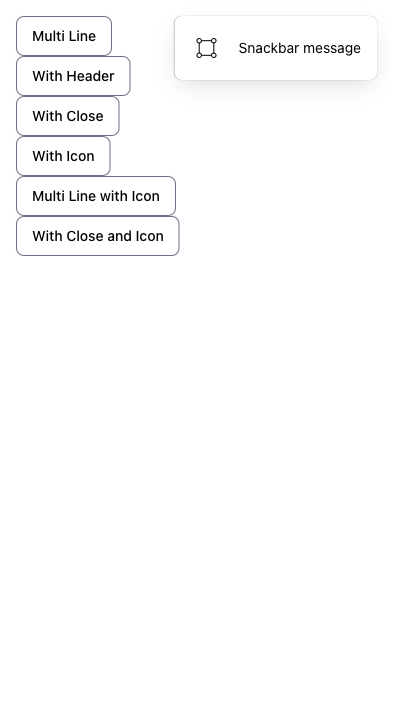 Multi Line
With Header
With Close
With Icon
Multi Line with Icon
With Close and Icon
Snackbar message